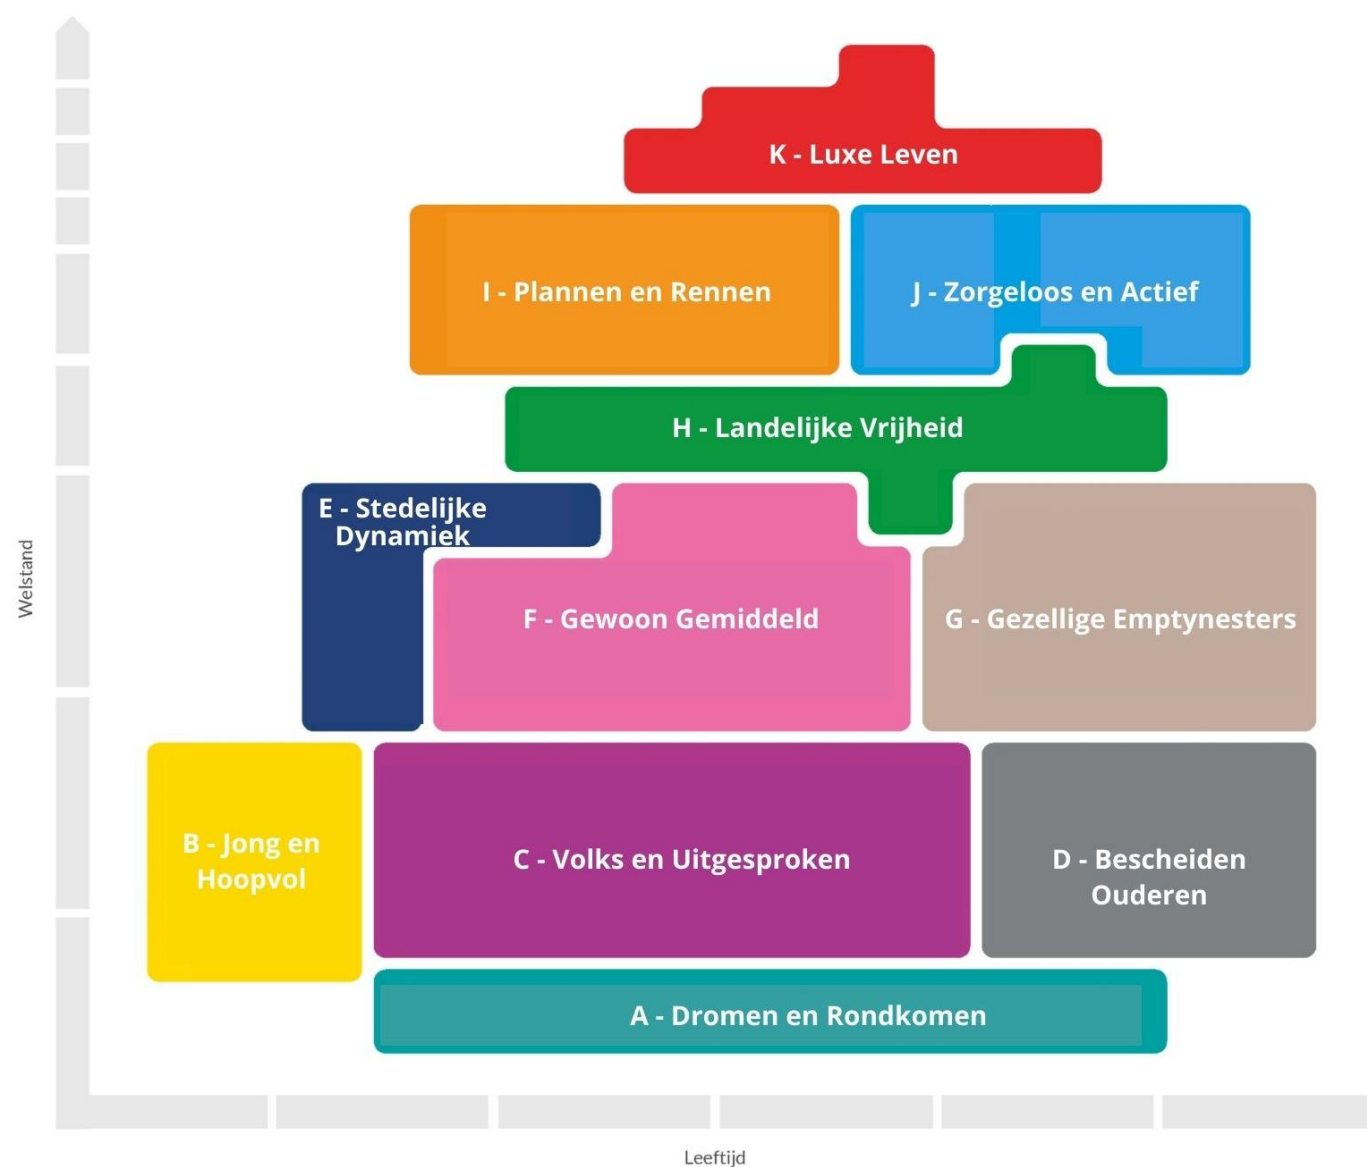 K - Luxe Leven
I - Plannen en Rennen
J - Zorgeloos en Actief
H - Landelijke Vrijheid
E - Stedelijke
Dynamiek
F - Gewoon Gemiddeld
G - Gezellige Emptynesters
Welstand
B - Jong en
Hoopvol
C - Volks en Uitgesproken
D - Bescheiden
Ouderen
A - Dromen en Rondkomen
Leeftijd